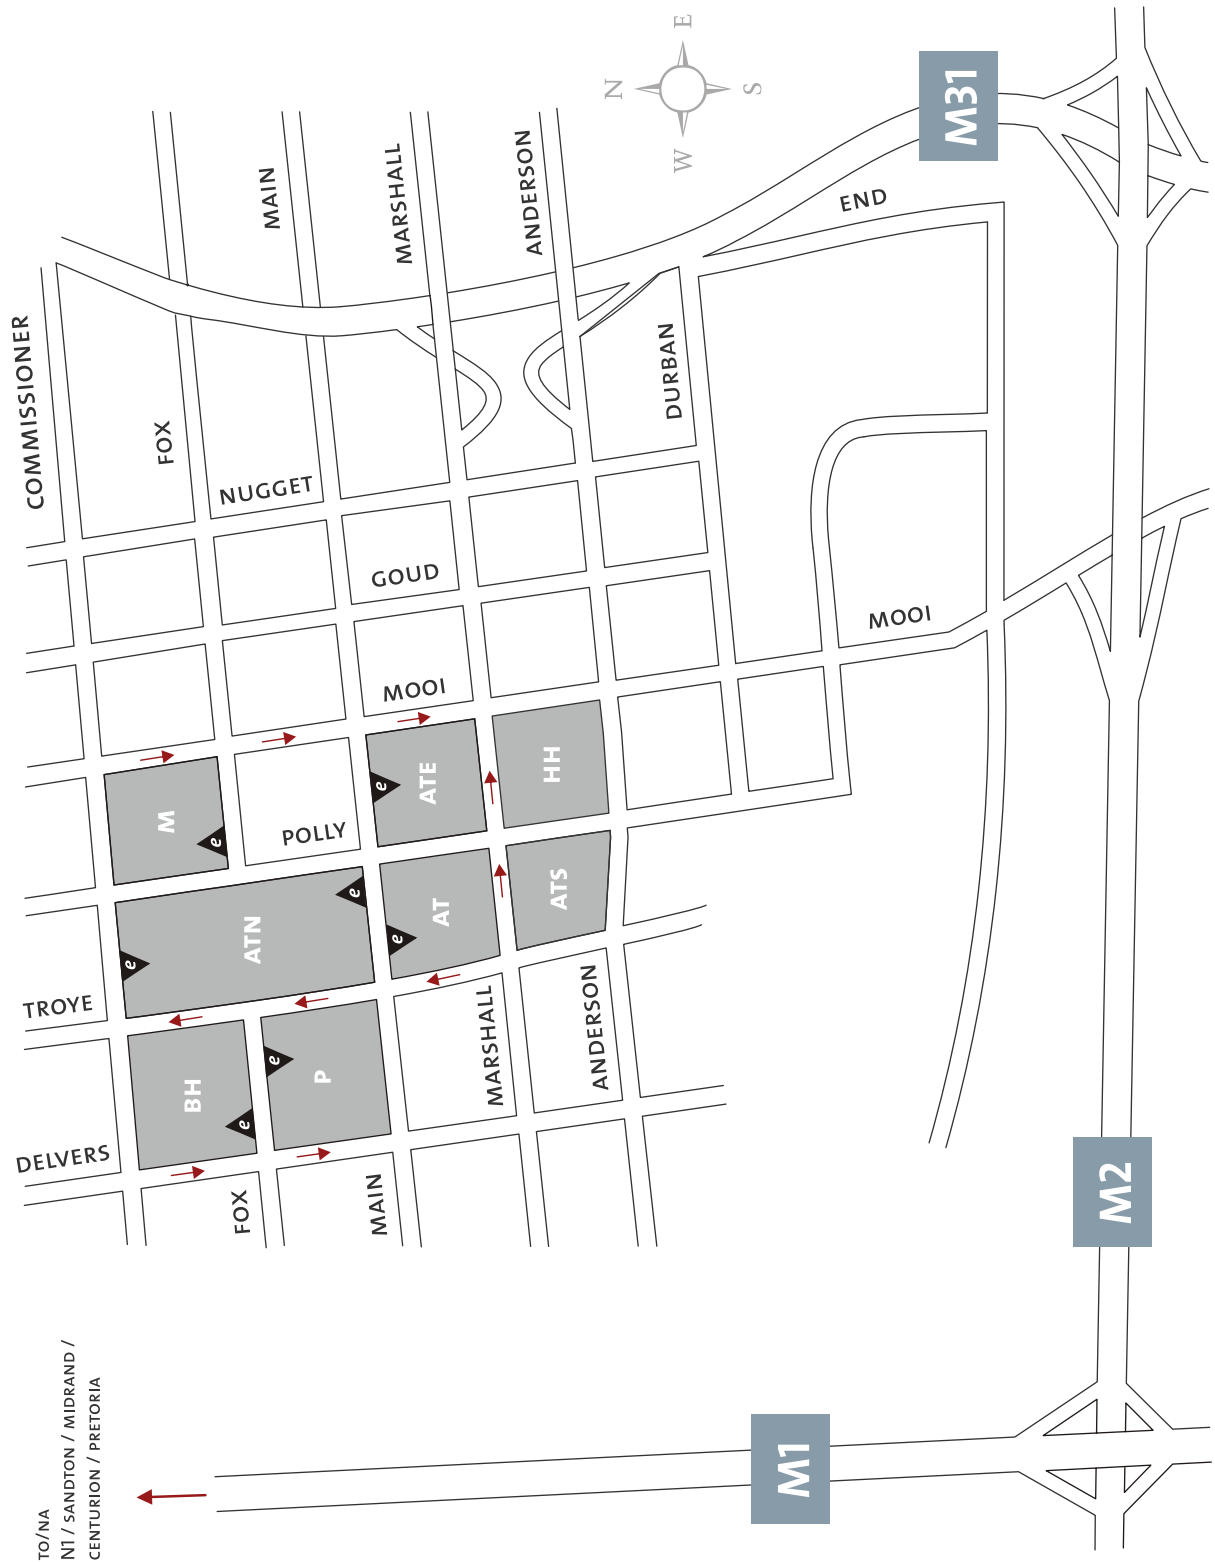 E
N
S
W
M31
MAIN
MARSHALL
ANDERSON
END
COMMISSIONER
FOX
DURBAN
NUGGET
GOUD
MOOI
MOOI
M
e
POLLY
ATE
e
HH
ATN
e
e
AT
e
ATS
TROYE
MARSHALL
ANDERSON
BH
e
P
e
DELVERS
FOX
MAIN
M2
M1
TO/NA
N1 / SANDTON / MIDRAND /
CENTURION / PRETORIA